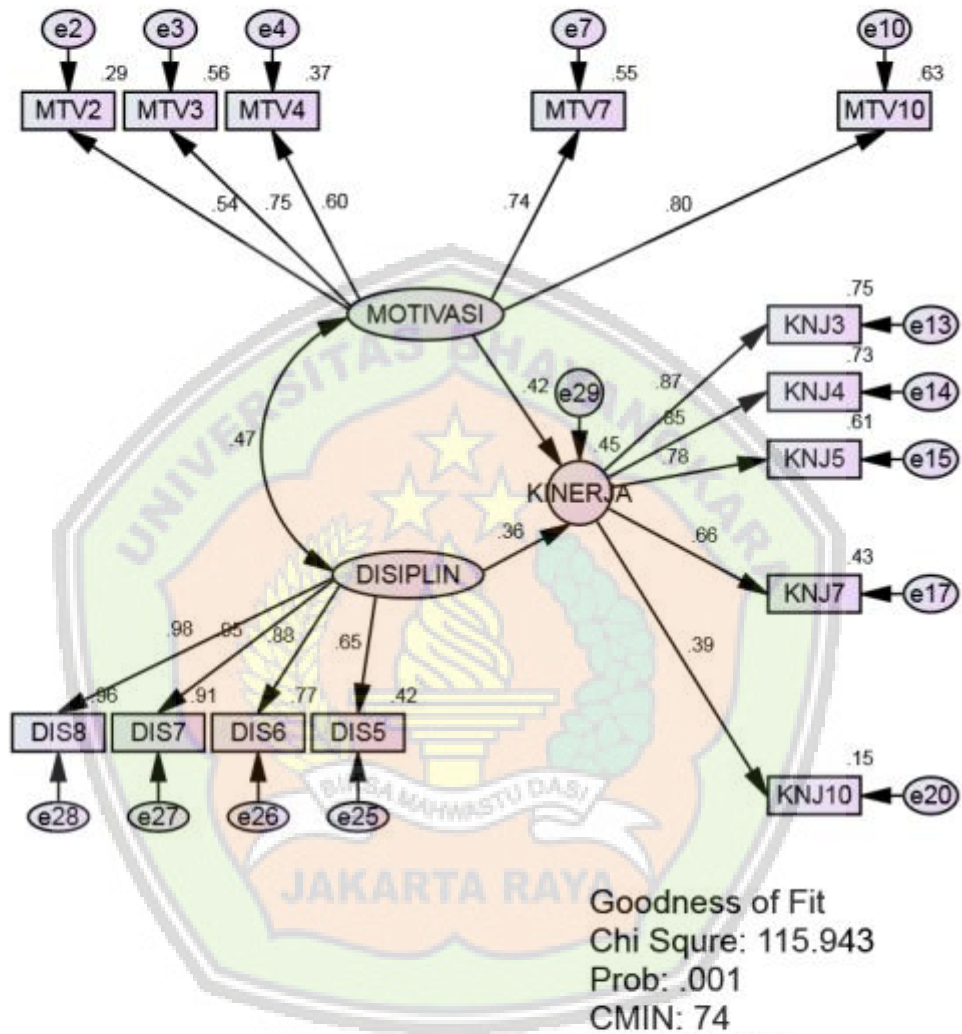 e2 e3 e4 e7 e10
.29 .56 .37 .55 .63
MTV2 MTV3 MTV4 MTV7 MTV10
.54 .75 .60 .74 .80
MOTIVASI
.75
KNJ3 e13
.73
.42 e29 .87 KNJ4 e14
.85
.61
.47 .45 .78 KNJ5 e15
KINERJA
.36 .66
.43
DISIPLIN KNJ7 e17
.98 .95 .88 .65 .39
.96 .91 .77 .42
DIS8 DIS7 DIS6 DIS5
.15
KNJ10 e20
e28 e27 e26 e25
UNIVERSITAS BHAYANGKARA
BINSA MAHWASTU DASI
JAKARTA RAYA
Goodness of Fit
Chi Squre: 115.943
Prob: .001
CMIN: 74